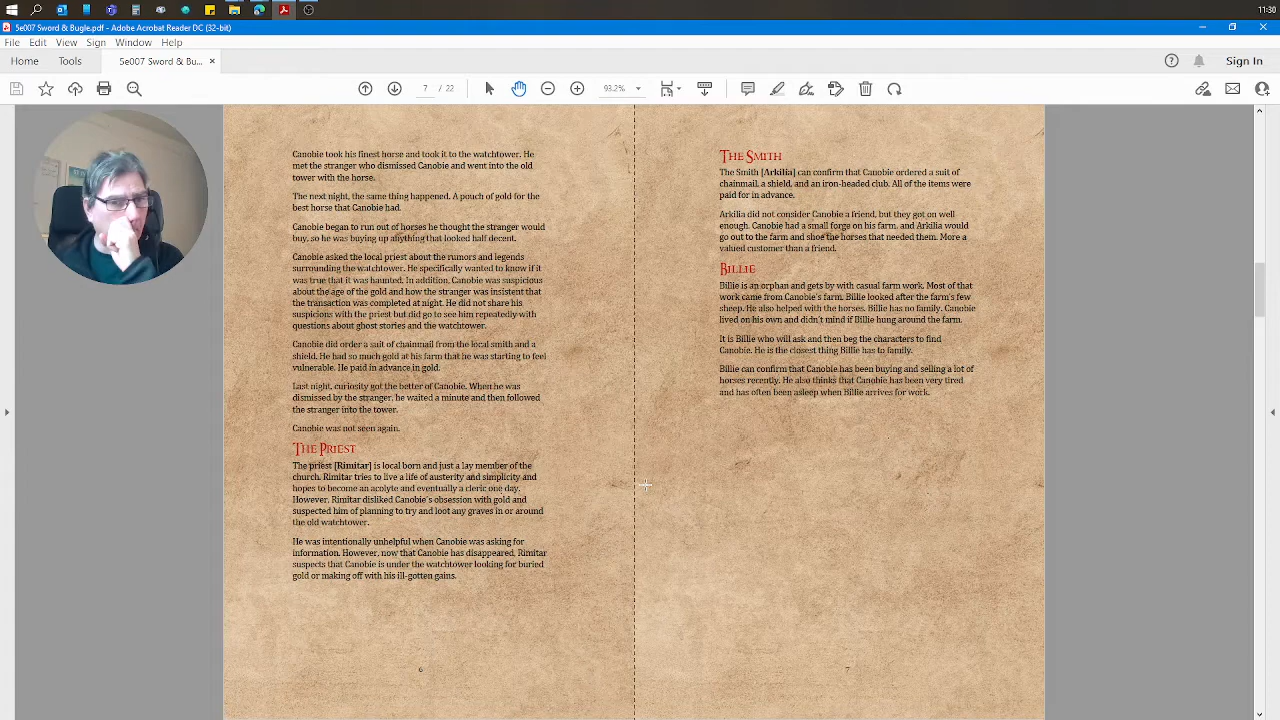 11:30
5e007 Sword & Bugle.pdf - Adobe Acrobat Reader DC (32-bit)
File Edit View Sign Window Help
Home Tools 5e007 Sword & Bu... × Sign In
7 / 22 93.2%
Canobie took his finest horse and took it to the watchtower. He
met the stranger who dismissed Canobie and went into the old
tower with the horse.
The next night, the same thing happened. A pouch of gold for the
best horse that Canobie had.
Canobie began to run out of horses he thought the stranger would
buy, so he was buying up anything that looked half decent.
Canobie asked the local priest about the rumors and legends
surrounding the watchtower. He specifically wanted to know if it
was true that it was haunted. In addition, Canobie was suspicious
about the age of the gold and how the stranger was insistent that
the transaction was completed at night. He did not share his
suspicions with the priest but did go to see him repeatedly with
questions about ghost stories and the watchtower.
Canobie did order a suit of chainmail from the local smith and a
shield. He had so much gold at his farm that he was starting to feel
vulnerable. He paid in advance in gold.
Last night, curiosity got the better of Canobie. When he was
dismissed by the stranger, he waited a minute and then followed
the stranger into the tower.
Canobie was not seen again.
The Priest
The priest [Rimitar] is local born and just a lay member of the
church. Rimitar tries to live a life of austerity and simplicity and
hopes to become an acolyte and eventually a cleric one day.
However, Rimitar disliked Canobie's obsession with gold and
suspected him of planning to try and loot any graves in or around
the old watchtower.
He was intentionally unhelpful when Canobie was asking for
information. However, now that Canobie has disappeared, Rimitar
suspects that Canobie is under the watchtower looking for buried
gold or making off with his ill-gotten gains.
6
The Smith
The Smith [Arkilia] can confirm that Canobie ordered a suit of
chainmail, a shield, and an iron-headed club. All of the items were
paid for in advance.
Arkilia did not consider Canobie a friend, but they got on well
enough. Canobie had a small forge on his farm, and Arkilia would
go out to the farm and shoe the horses that needed them. More a
valued customer than a friend.
Billie
Billie is an orphan and gets by with casual farm work. Most of that
work came from Canobie's farm. Billie looked after the farm's few
sheep. He also helped with the horses. Billie has no family. Canobie
lived on his own and didn't mind if Billie hung around the farm.
It is Billie who will ask and then beg the characters to find
Canobie. He is the closest thing Billie has to family.
Billie can confirm that Canobie has been buying and selling a lot of
horses recently. He also thinks that Canobie has been very tired
and has often been asleep when Billie arrives for work.
7